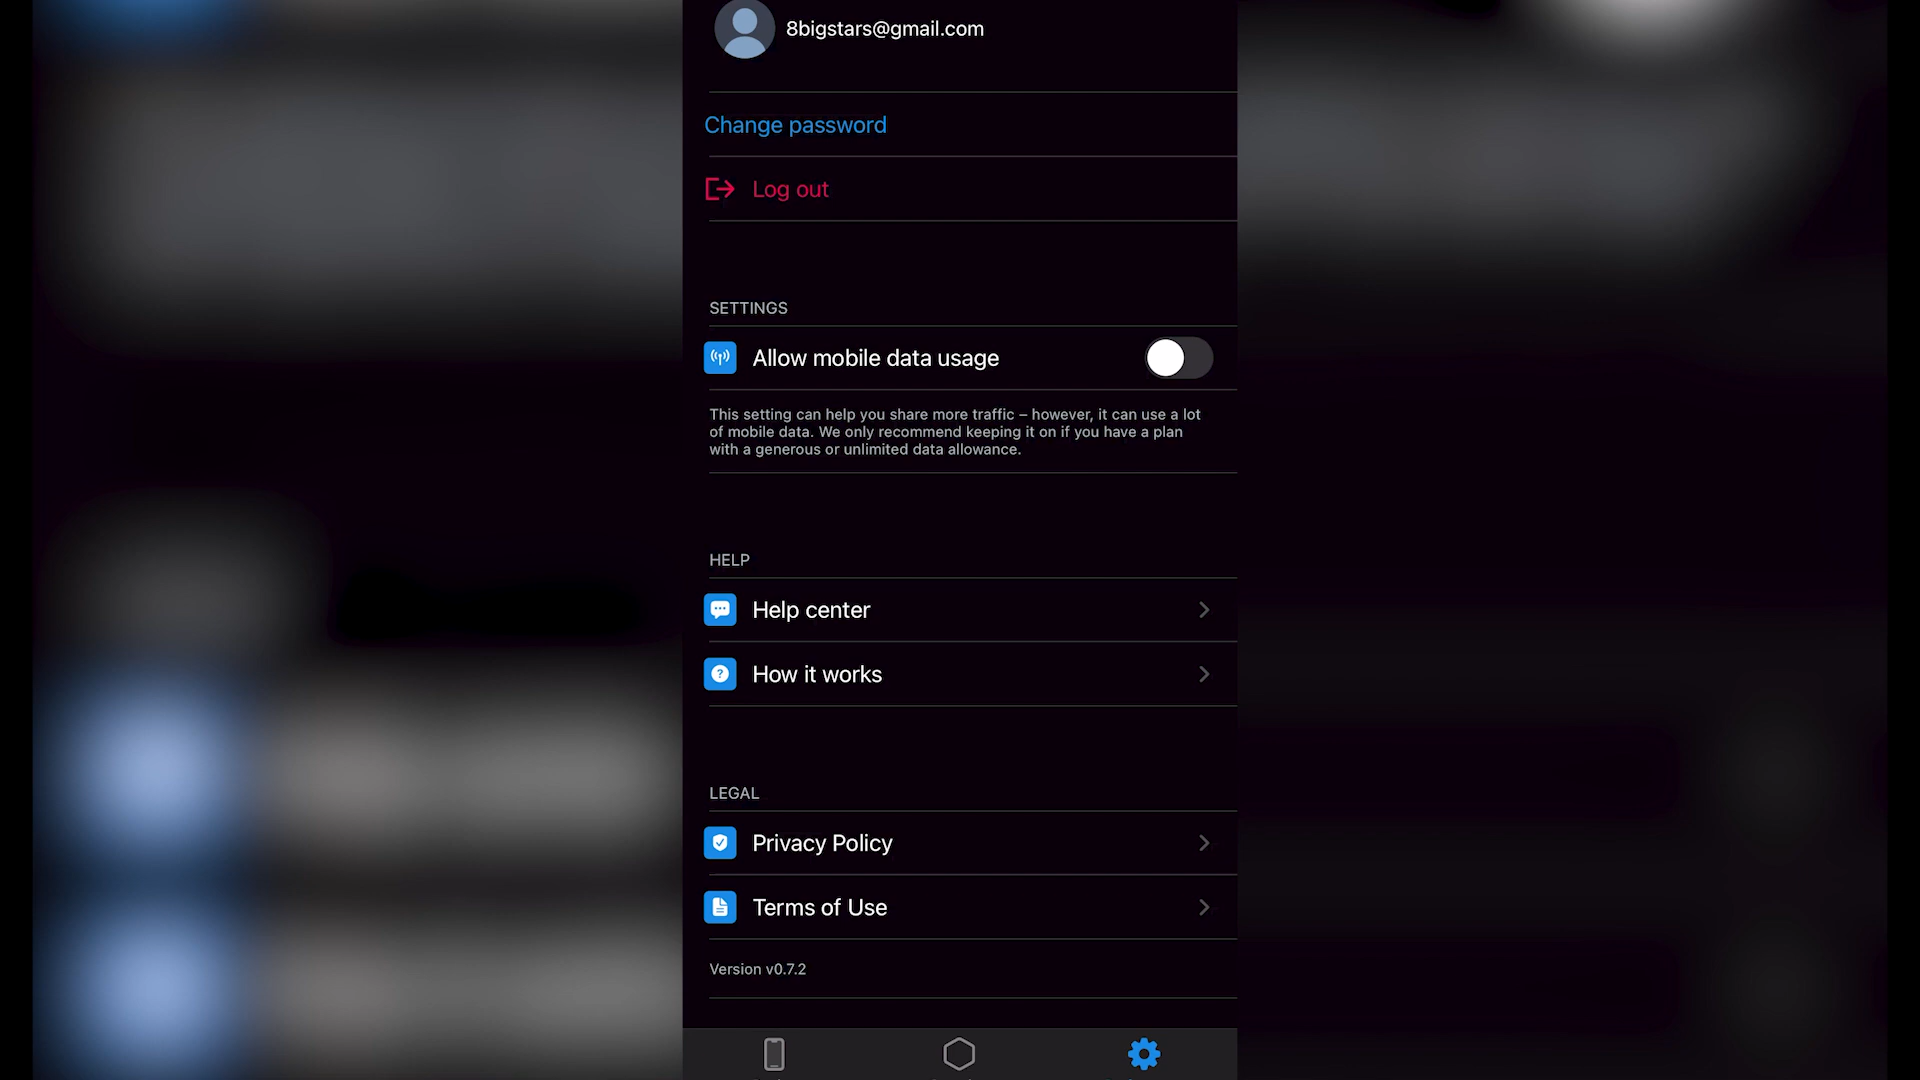 8bigstars@gmail.com
Change password
Log out
SETTINGS
Allow mobile data usage
This setting can help you share more traffic – however, it can use a lot
of mobile data. We only recommend keeping it on if you have a plan
with a generous or unlimited data allowance.
HELP
Help center
How it works
LEGAL
Privacy Policy
Terms of Use
Version v0.7.2